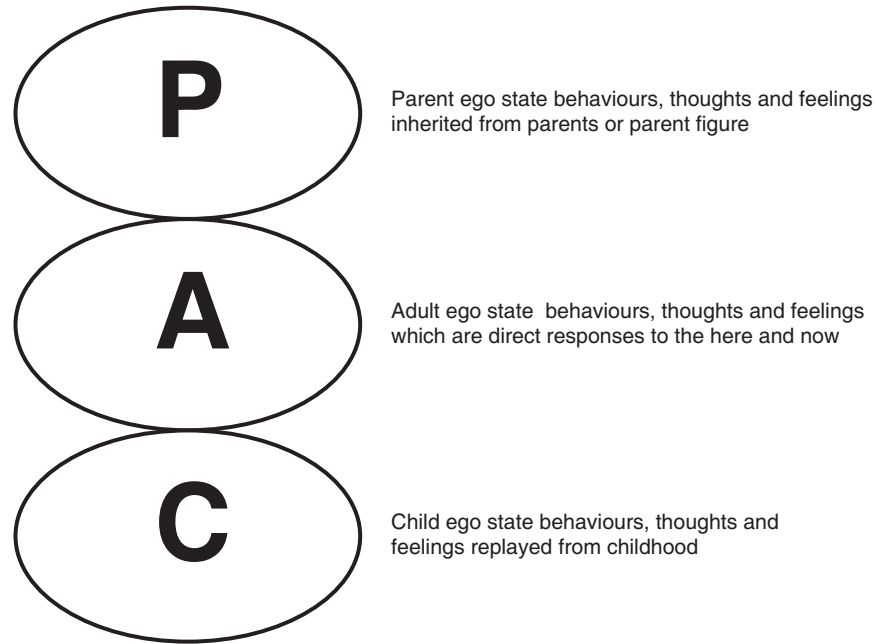 P
Parent ego state behaviours, thoughts and feelings
inherited from parents or parent figure
A
Adult ego state behaviours, thoughts and feelings
which are direct responses to the here and now
C
Child ego state behaviours, thoughts and
feelings replayed from childhood